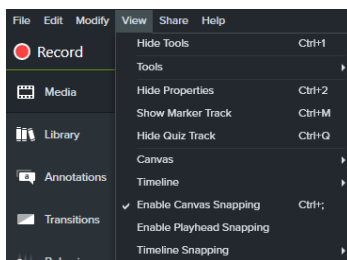 File Edit Modify View Share Help
Record
Hide Tools Ctrl+1
Tools
Media
Hide Properties Ctrl+2
Show Marker Track Ctrl+M
Library
Hide Quiz Track Ctrl+Q
Canvas
Annotations
Timeline
Enable Canvas Snapping Ctrl+;
Transitions
Enable Playhead Snapping
Timeline Snapping